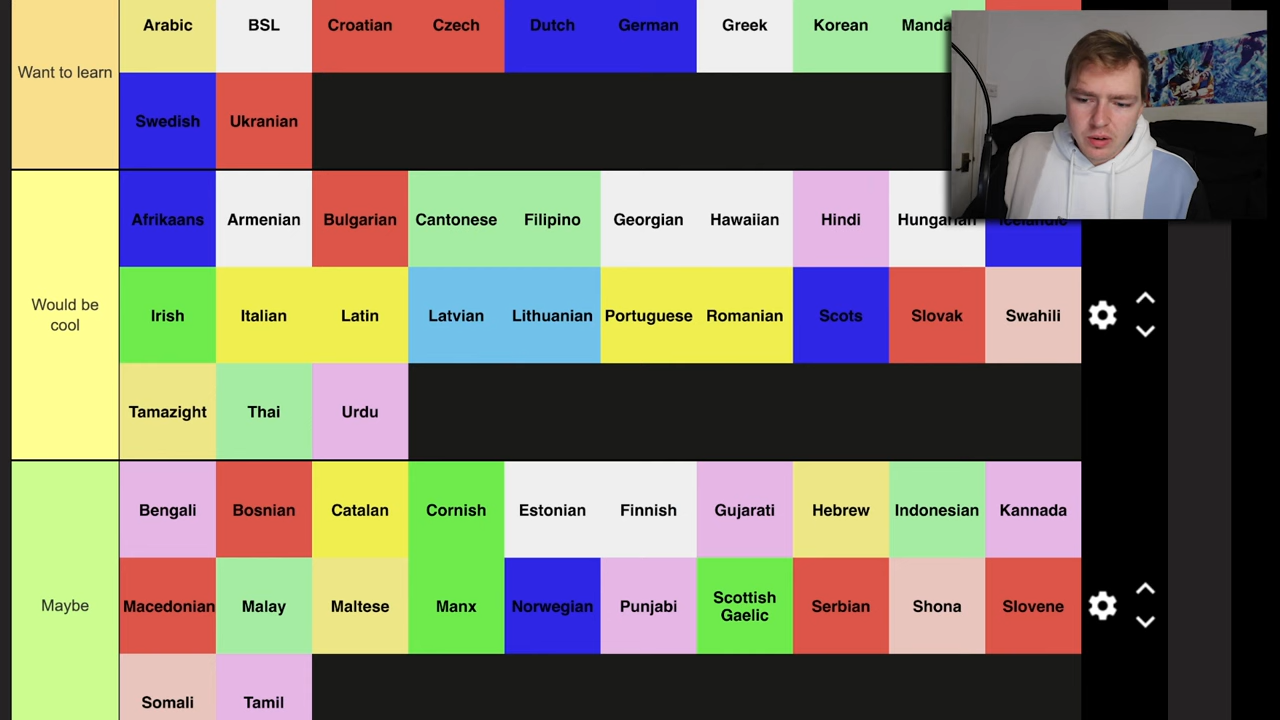 Want to learn
Arabic
BSL
Croatian
Czech
Dutch
German
Greek
Korean
Swedish
Ukranian
Would be
cool
Afrikaans
Armenian
Bulgarian
Cantonese
Filipino
Georgian
Hawaiian
Hindi
Hungarian
Irish
Italian
Latin
Latvian
Lithuanian
Portuguese
Romanian
Scots
Slovak
Swahili
Tamazight
Thai
Urdu
Maybe
Bengali
Bosnian
Catalan
Cornish
Estonian
Finnish
Gujarati
Hebrew
Indonesian
Kannada
Macedonian
Malay
Maltese
Manx
Norwegian
Punjabi
Scottish
Gaelic
Serbian
Shona
Slovene
Somali
Tamil